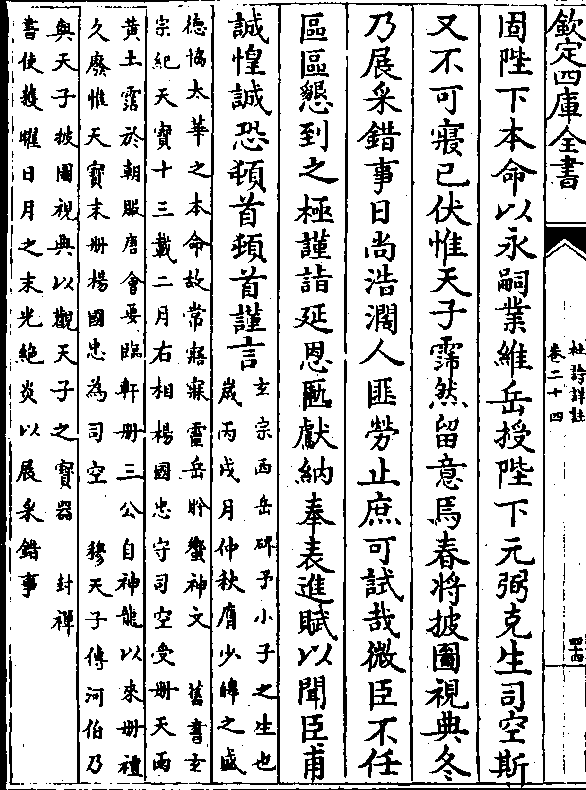 欽定四庫全書
杜詩詳註
卷二十四
固陛下本命以永嗣業維岳授陛下元弼克生司空斯
又不可寢已伏惟天子霈然留意焉春將披圖視典冬
乃展采錯事日尚浩濶人匪勞止庶可試哉微臣不任
區區懇到之極謹詣延恩匭獻納奉表進賦以聞臣甫
誠惶誠恐頓首頓首謹言
玄宗西岳碑予小子之生也
歲丙戌月仲秋膺少皥之盛
德協太華之本命故常寤寐靈岳肸蠁神交 舊書玄
宗紀天寶十三載二月右相楊國忠守司空受册天雨
黄土霑於朝服唐會要臨軒册三公自神龍以來册禮
久廢惟天寶末册楊國忠為司空 穆天子傳河伯乃
與天子披圖視典以觀天子之寶器 封禪
書使獲曜日月之末光絶炎以展采錯事